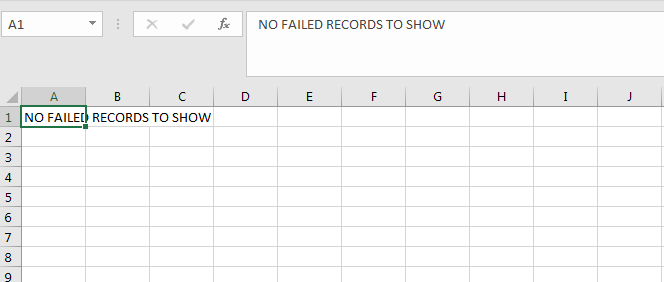 A1 fx NO FAILED RECORDS TO SHOW
A B C D E F G H I J
1 NO FAILED RECORDS TO SHOW
2
3
4
5
6
7
8
9